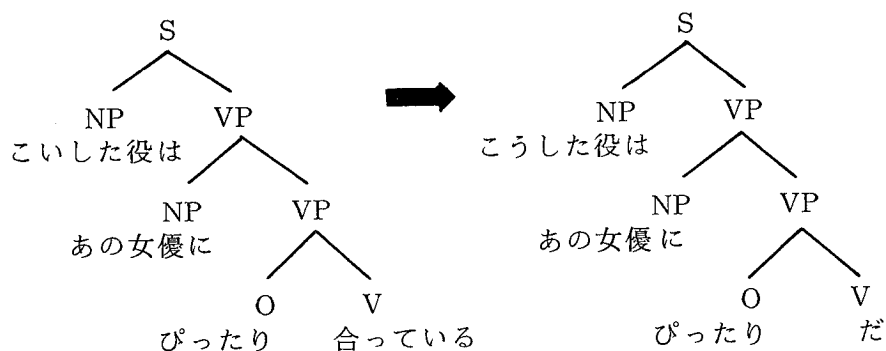 S
NP VP
こいした役は
NP VP
あの女優に
O V
ぴったり 合っている
S
NP VP
こうした役は
NP VP
あの女優に
O V
ぴったり だ